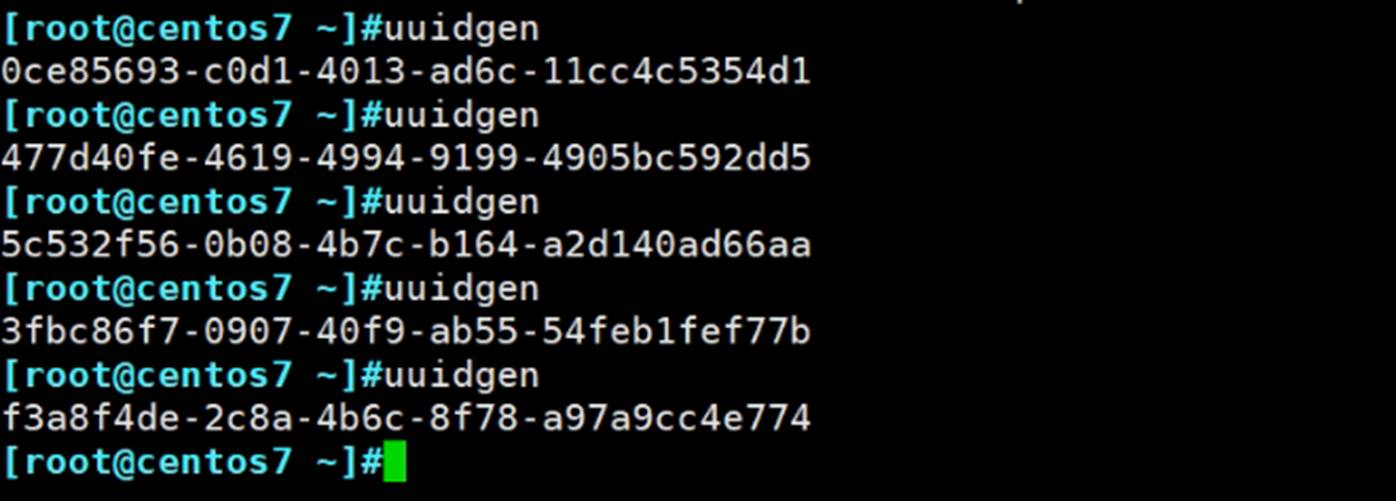 [root@centos7 ~]#uuidgen
0ce85693-c0d1-4013-ad6c-11cc4c5354d1
[root@centos7 ~]#uuidgen
477d40fe-4619-4994-9199-4905bc592dd5
[root@centos7 ~]#uuidgen
5c532f56-0b08-4b7c-b164-a2d140ad66aa
[root@centos7 ~]#uuidgen
3fbc86f7-0907-40f9-ab55-54feb1fef77b
[root@centos7 ~]#uuidgen
f3a8f4de-2c8a-4b6c-8f78-a97a9cc4e774
[root@centos7 ~]#